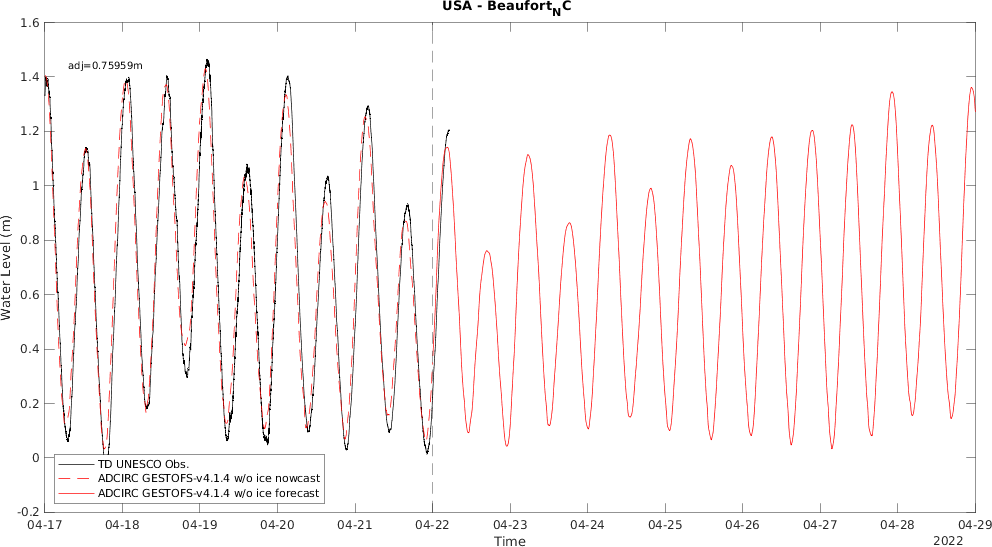 USA - Beaufort_NC
adj=0.75959m
Water Level (m)
1.6
1.4
1.2
1
0.8
0.6
0.4
0.2
0
-0.2
TD UNESCO Obs.
ADCIRC GESTOFS-v4.1.4 w/o ice nowcast
ADCIRC GESTOFS-v4.1.4 w/o ice forecast
04-17 04-18 04-19 04-20 04-21 04-22 04-23 04-24 04-25 04-26 04-27 04-28 04-29
Time
2022